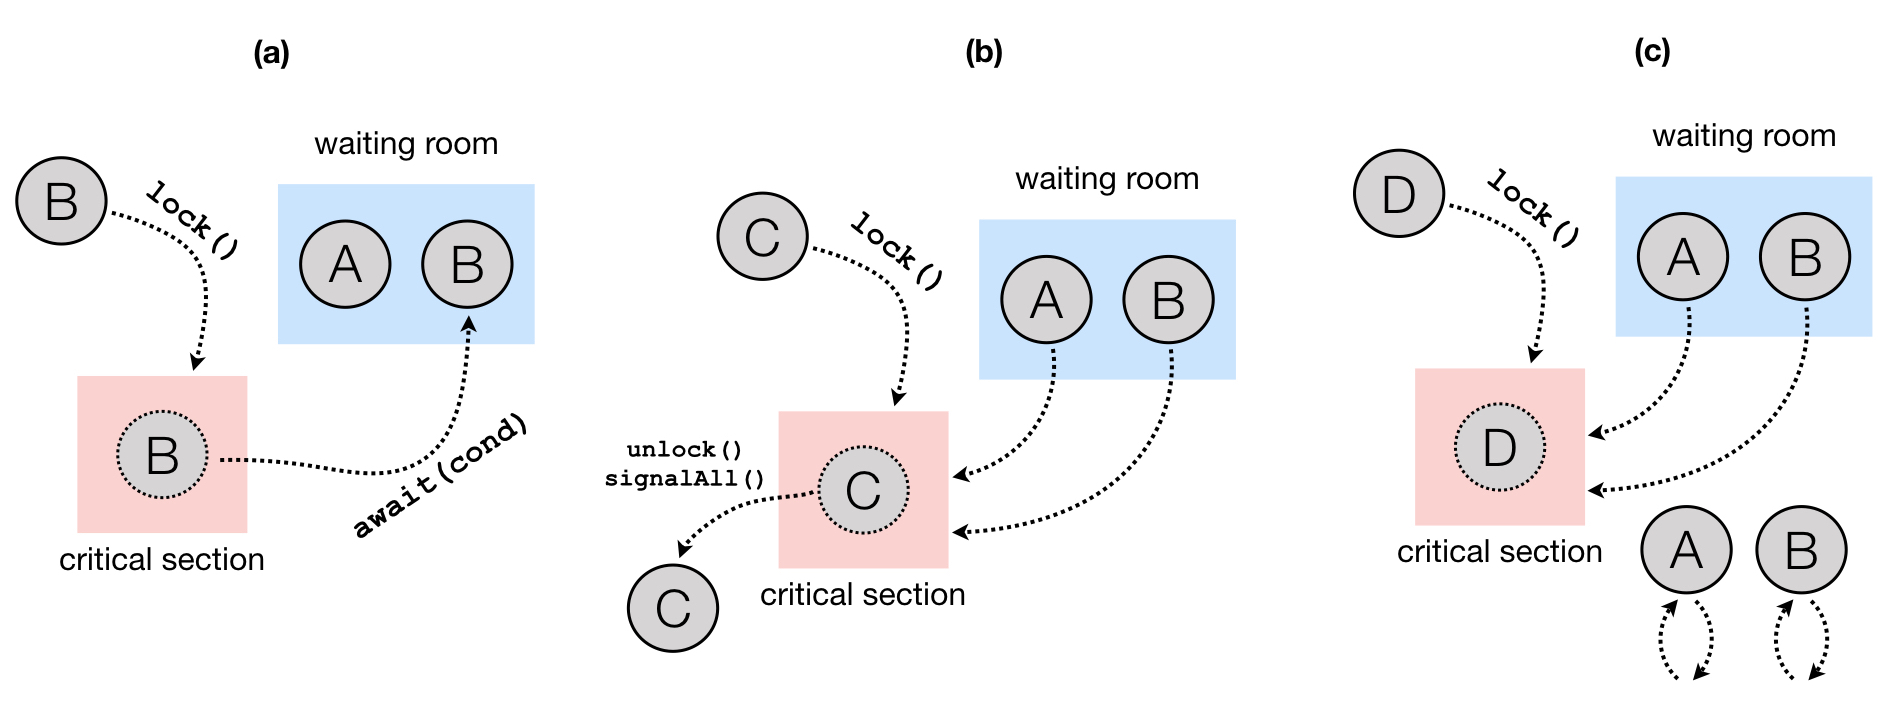 (a)
waiting room
B
lock()
A
B
B
await(cond)
critical section
(b)
waiting room
C
lock()
A
B
unlock()
signalAll()
C
C
critical section
(c)
waiting room
D
lock()
A
B
D
critical section
A
B